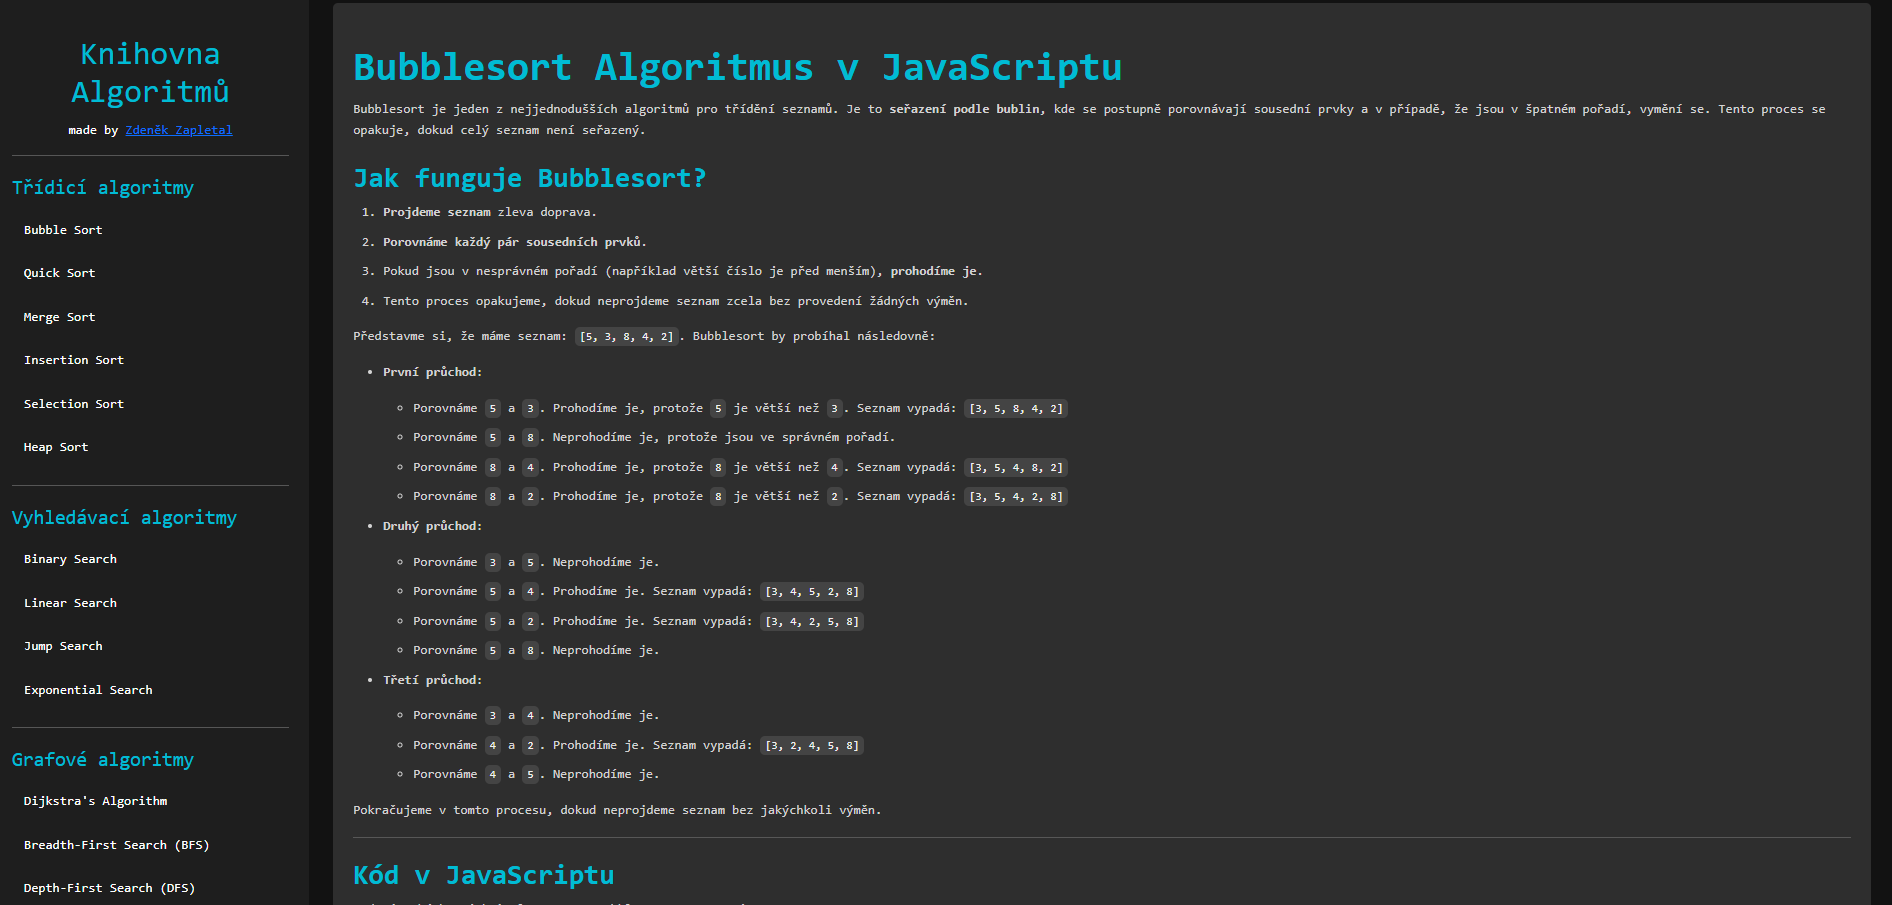 Knihovna
Algoritmů
made by Zdeněk Zapletal
Třídicí algoritmy
Bubble Sort
Quick Sort
Merge Sort
Insertion Sort
Selection Sort
Heap Sort
Vyhledávací algoritmy
Binary Search
Linear Search
Jump Search
Exponential Search
Grafové algoritmy
Dijkstra's Algorithm
Breadth-First Search (BFS)
Depth-First Search (DFS)
Bubblesort Algoritmus v JavaScriptu
Bubblesort je jeden z nejjednodušších algoritmů pro třídění seznamů. Je to seřazení podle bublin, kde se postupně porovnávají sousední prvky a v případě, že jsou v špatném pořadí, vymění se. Tento proces se
opakuje, dokud celý seznam není seřazený.
Jak funguje Bubblesort?
1. Projdeme seznam zleva doprava.
2. Porovnáme každý pár sousedních prvků.
3. Pokud jsou v nesprávném pořadí (například větší číslo je před menším), prohodíme je.
4. Tento proces opakujeme, dokud neprojdeme seznam zcela bez provedení žádných výměn.
Představme si, že máme seznam: [5, 3, 8, 4, 2]. Bubblesort by probíhal následovně:
• První průchod:
◦ Porovnáme 5 a 3. Prohodíme je, protože 5 je větší než 3. Seznam vypadá: [3, 5, 8, 4, 2]
◦ Porovnáme 5 a 8. Neprohodíme je, protože jsou ve správném pořadí.
◦ Porovnáme 8 a 4. Prohodíme je, protože 8 je větší než 4. Seznam vypadá: [3, 5, 4, 8, 2]
◦ Porovnáme 8 a 2. Prohodíme je, protože 8 je větší než 2. Seznam vypadá: [3, 5, 4, 2, 8]
• Druhý průchod:
◦ Porovnáme 3 a 5. Neprohodíme je.
◦ Porovnáme 5 a 4. Prohodíme je. Seznam vypadá: [3, 4, 5, 2, 8]
◦ Porovnáme 5 a 2. Prohodíme je. Seznam vypadá: [3, 4, 2, 5, 8]
◦ Porovnáme 5 a 8. Neprohodíme je.
• Třetí průchod:
◦ Porovnáme 3 a 4. Neprohodíme je.
◦ Porovnáme 4 a 2. Prohodíme je. Seznam vypadá: [3, 2, 4, 5, 8]
◦ Porovnáme 4 a 5. Neprohodíme je.
Pokračujeme v tomto procesu, dokud neprojdeme seznam bez jakýchkoli výměn.
Kód v JavaScriptu